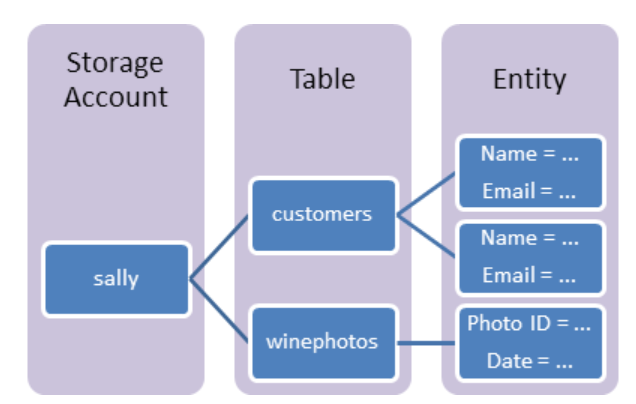 Storage
Account
Table
Entity
sally
customers
winephotos
Name = ...
Email = ...
Name = ...
Email = ...
Photo ID = ...
Date = ...